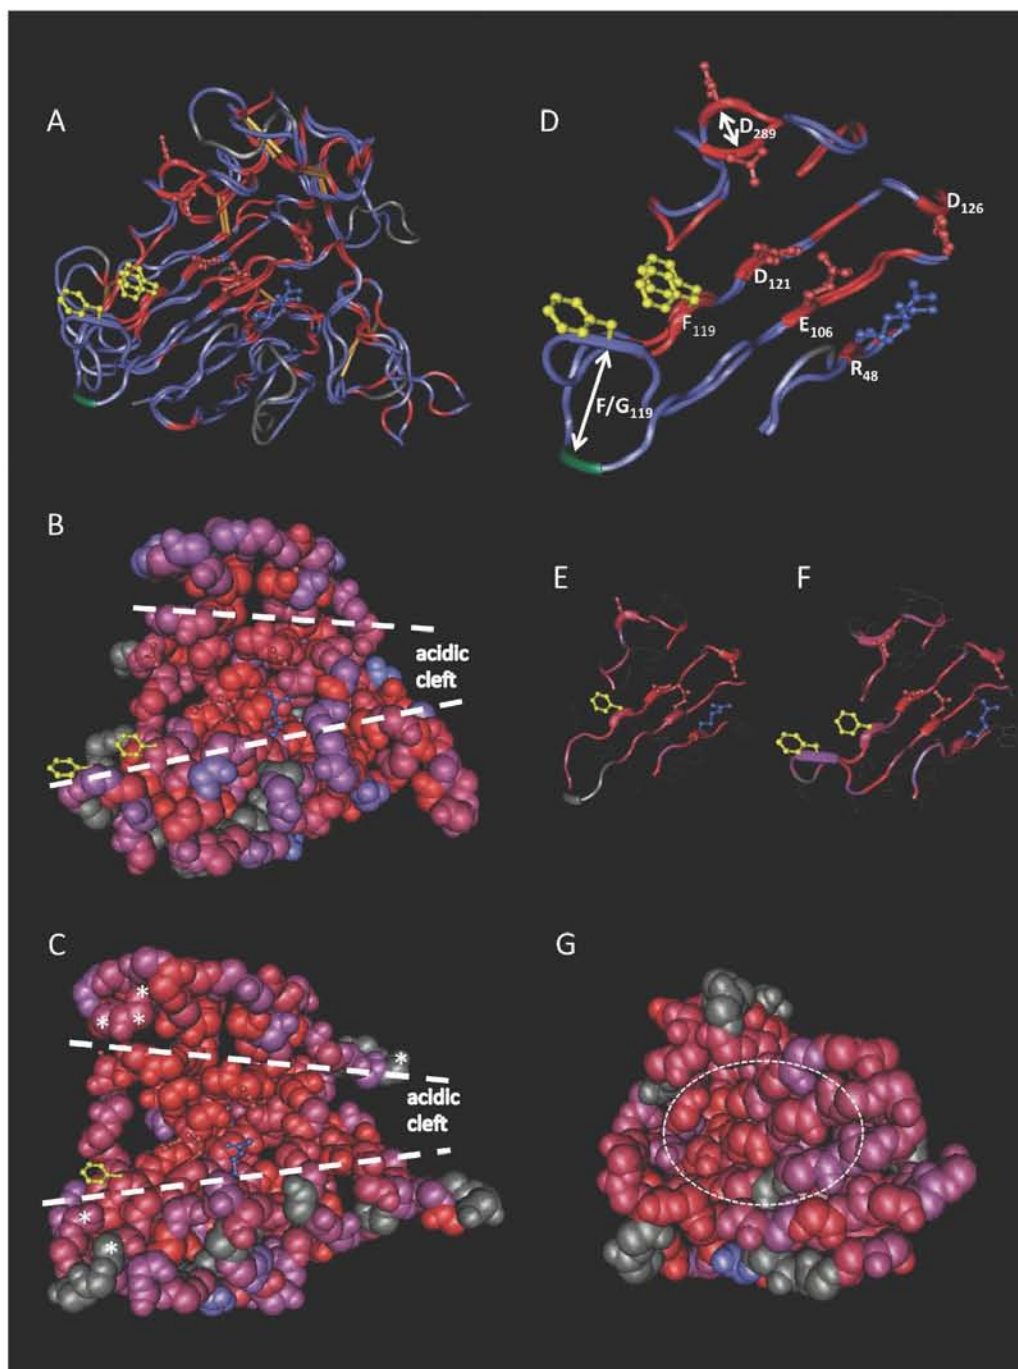 A
D
D289
D126
D121
F119
E106
R48
F/G119
B
acidic
cleft
E
F
C
*
* *
*
acidic
cleft
*
*
G